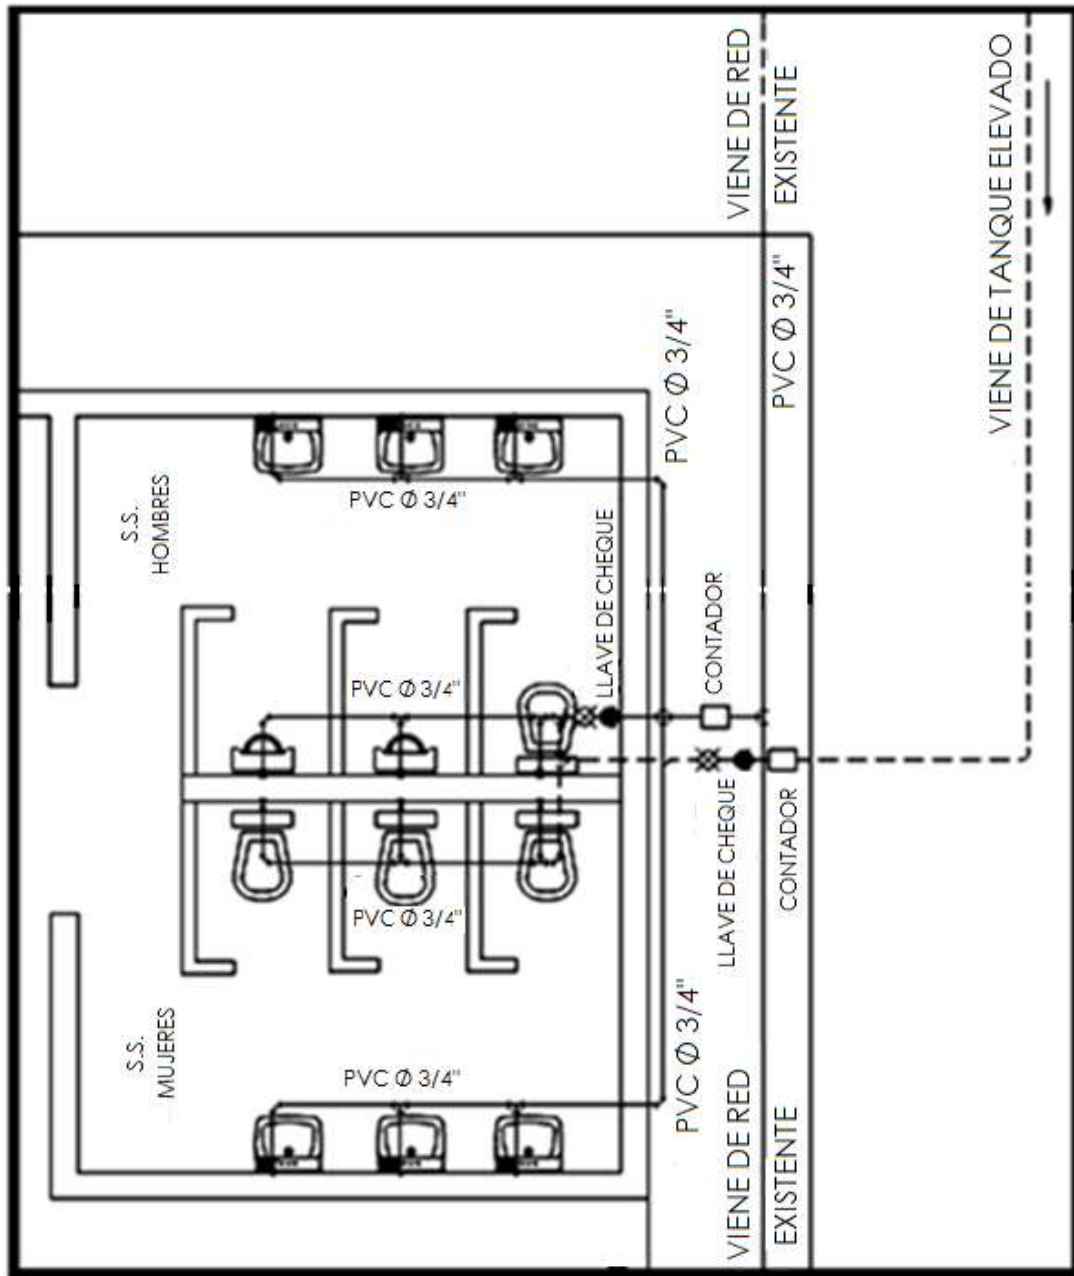 S.S.
MUJERES
S.S.
HOMBRES
PVC Ø 3/4"
PVC Ø 3/4"
PVC Ø 3/4"
PVC Ø 3/4"
LLAVE DE CHEQUE
PVC Ø 3/4"
PVC Ø 3/4"
CONTADOR
LLAVE DE CHEQUE
VIENE DE RED
EXISTENTE
CONTADOR
VIENE DE RED
EXISTENTE
PVC Ø 3/4"
VIENE DE TANQUE ELEVADO